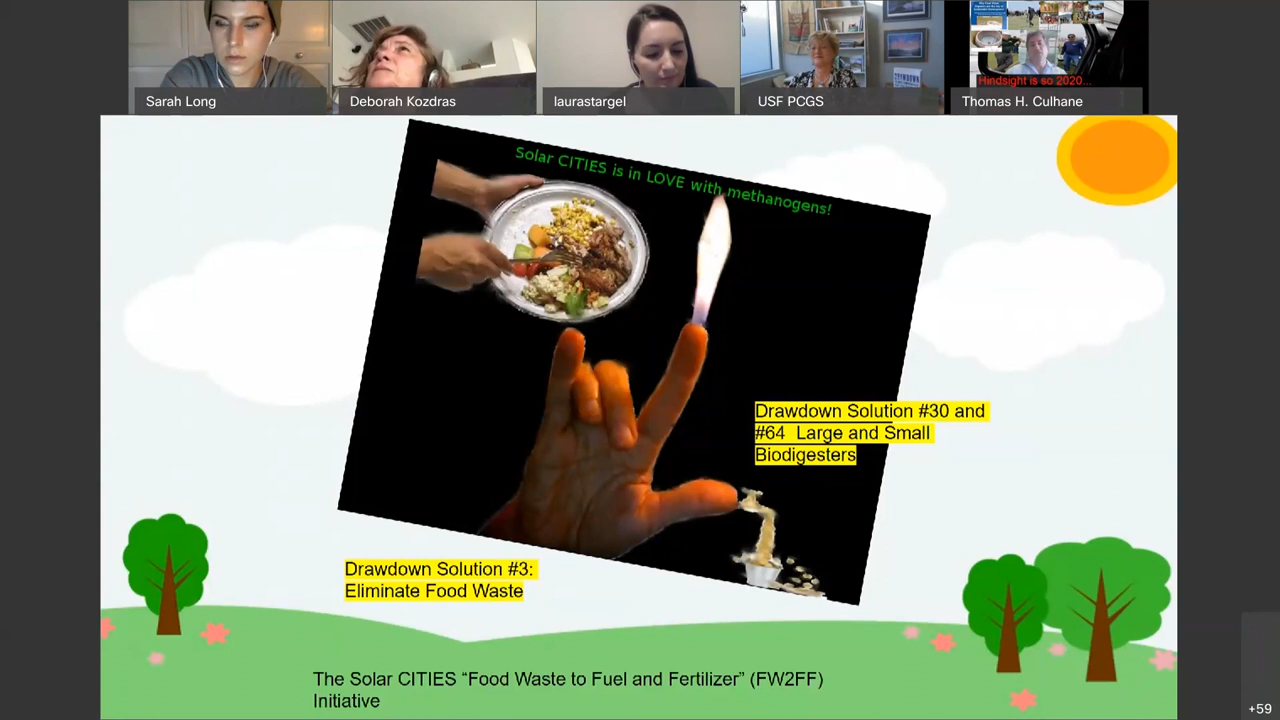 Sarah Long
Deborah Kozdras
laurastargel
USF PCGS
Thomas H. Culhane
Hindsight is so 2020...
DRAWDOWN
Solar CITIES is in LOVE with methanogens!
Drawdown Solution #30 and
#64 Large and Small
Biodigesters
Drawdown Solution #3:
Eliminate Food Waste
The Solar CITIES “Food Waste to Fuel and Fertilizer” (FW2FF)
Initiative
+59